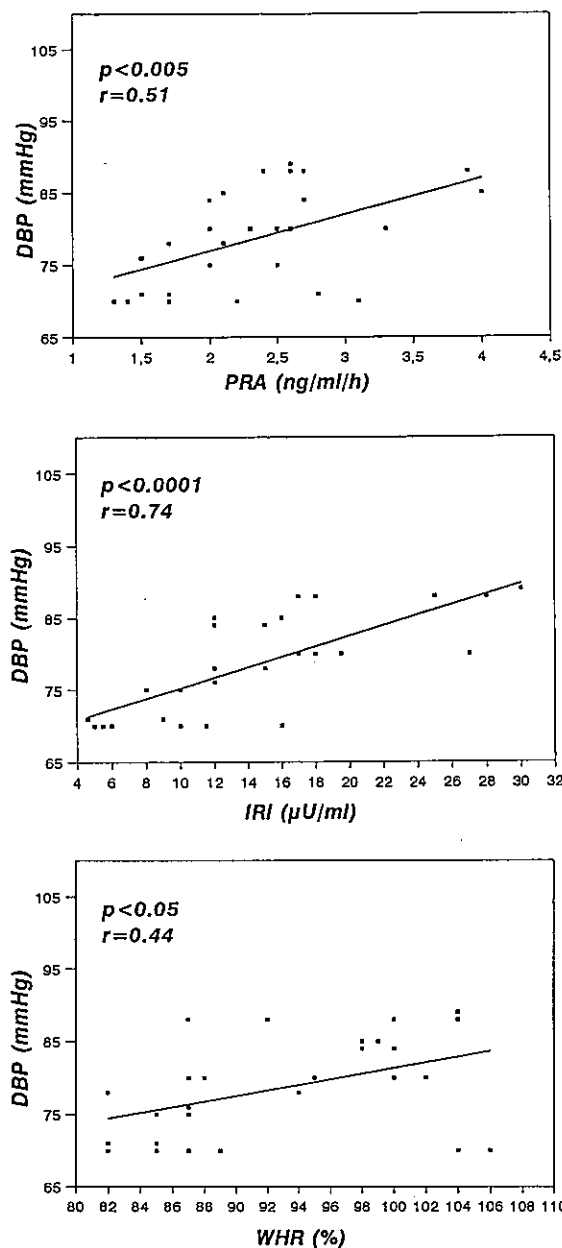 p<0.005
r=0.51
DBP (mmHg)
105
95
85
75
65
1 1,5 2 2,5 3 3,5 4 4,5
PRA (ng/ml/h)
p<0.0001
r=0.74
DBP (mmHg)
105
95
85
75
65
4 6 8 10 12 14 16 18 20 22 24 26 28 30 32
IRI (µU/ml)
p<0.05
r=0.44
DBP (mmHg)
105
95
85
75
65
80 82 84 86 88 90 92 94 96 98 100 102 104 106 108 110
WHR (%)